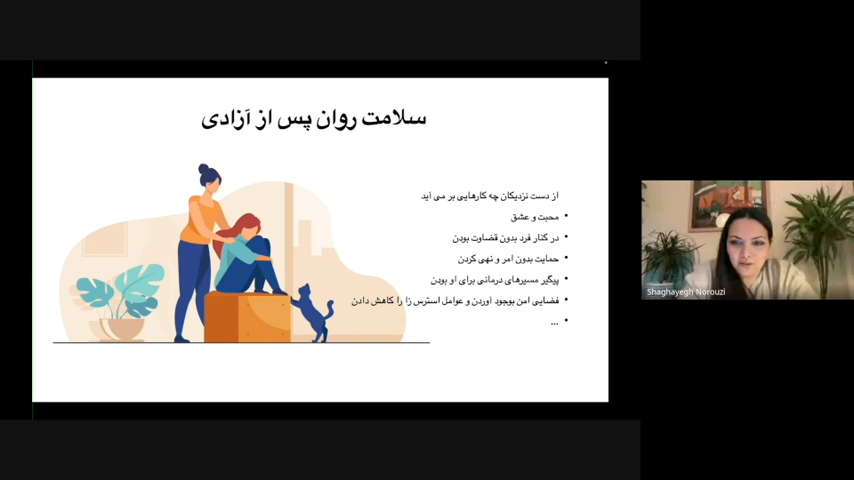 سلامت روان پس از آزادی
از دست نزدیکان چه کارهایی بر می آید
• محبت و عشق
• در کنار فرد بدون قضاوت بودن
• حمایت بدون امر و نهی کردن
• پیگیر مسیرهای درمانی برای او بودن
• فضایی امن بوجود آوردن و عوامل استرس زا را کاهش دادن
• ...
Shaghayegh Norouzi